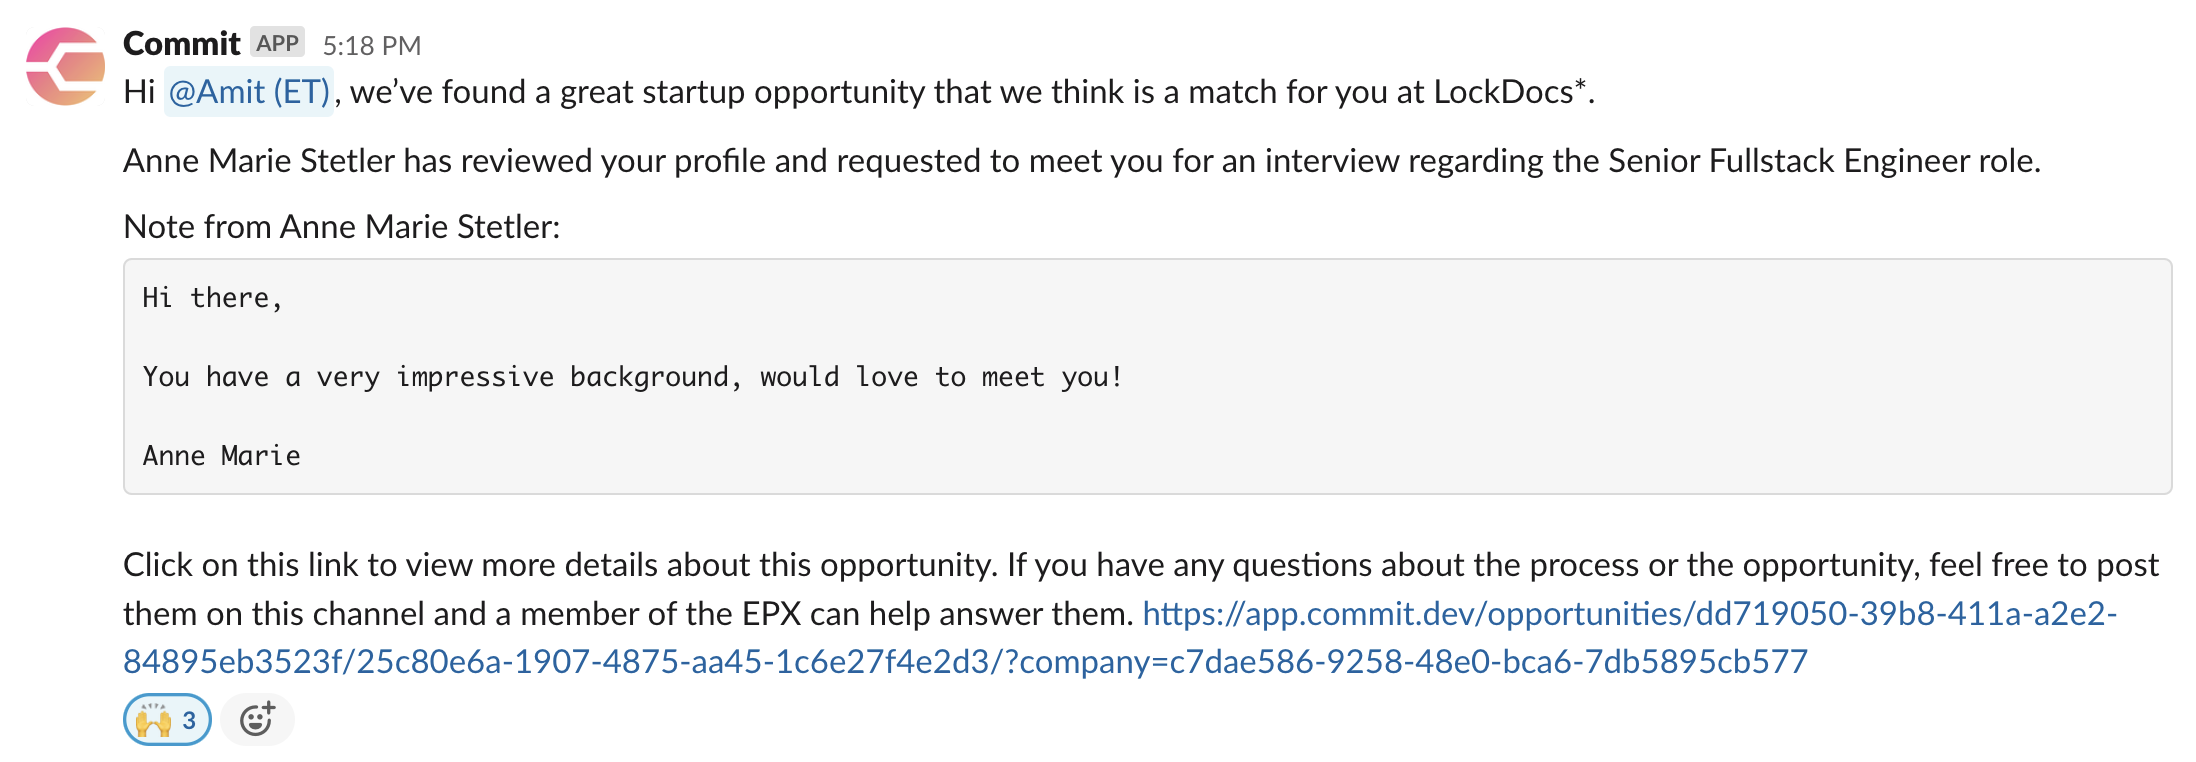 Commit APP 5:18 PM
Hi @Amit (ET), we’ve found a great startup opportunity that we think is a match for you at LockDocs*.
Anne Marie Stetler has reviewed your profile and requested to meet you for an interview regarding the Senior Fullstack Engineer role.
Note from Anne Marie Stetler:
Hi there,
You have a very impressive background, would love to meet you!
Anne Marie
Click on this link to view more details about this opportunity. If you have any questions about the process or the opportunity, feel free to post
them on this channel and a member of the EPX can help answer them. https://app.commit.dev/opportunities/dd719050-39b8-411a-a2e2-
84895eb3523f/25c80e6a-1907-4875-aa45-1c6e27f4e2d3/?company=c7dae586-9258-48e0-bca6-7db5895cb577
3